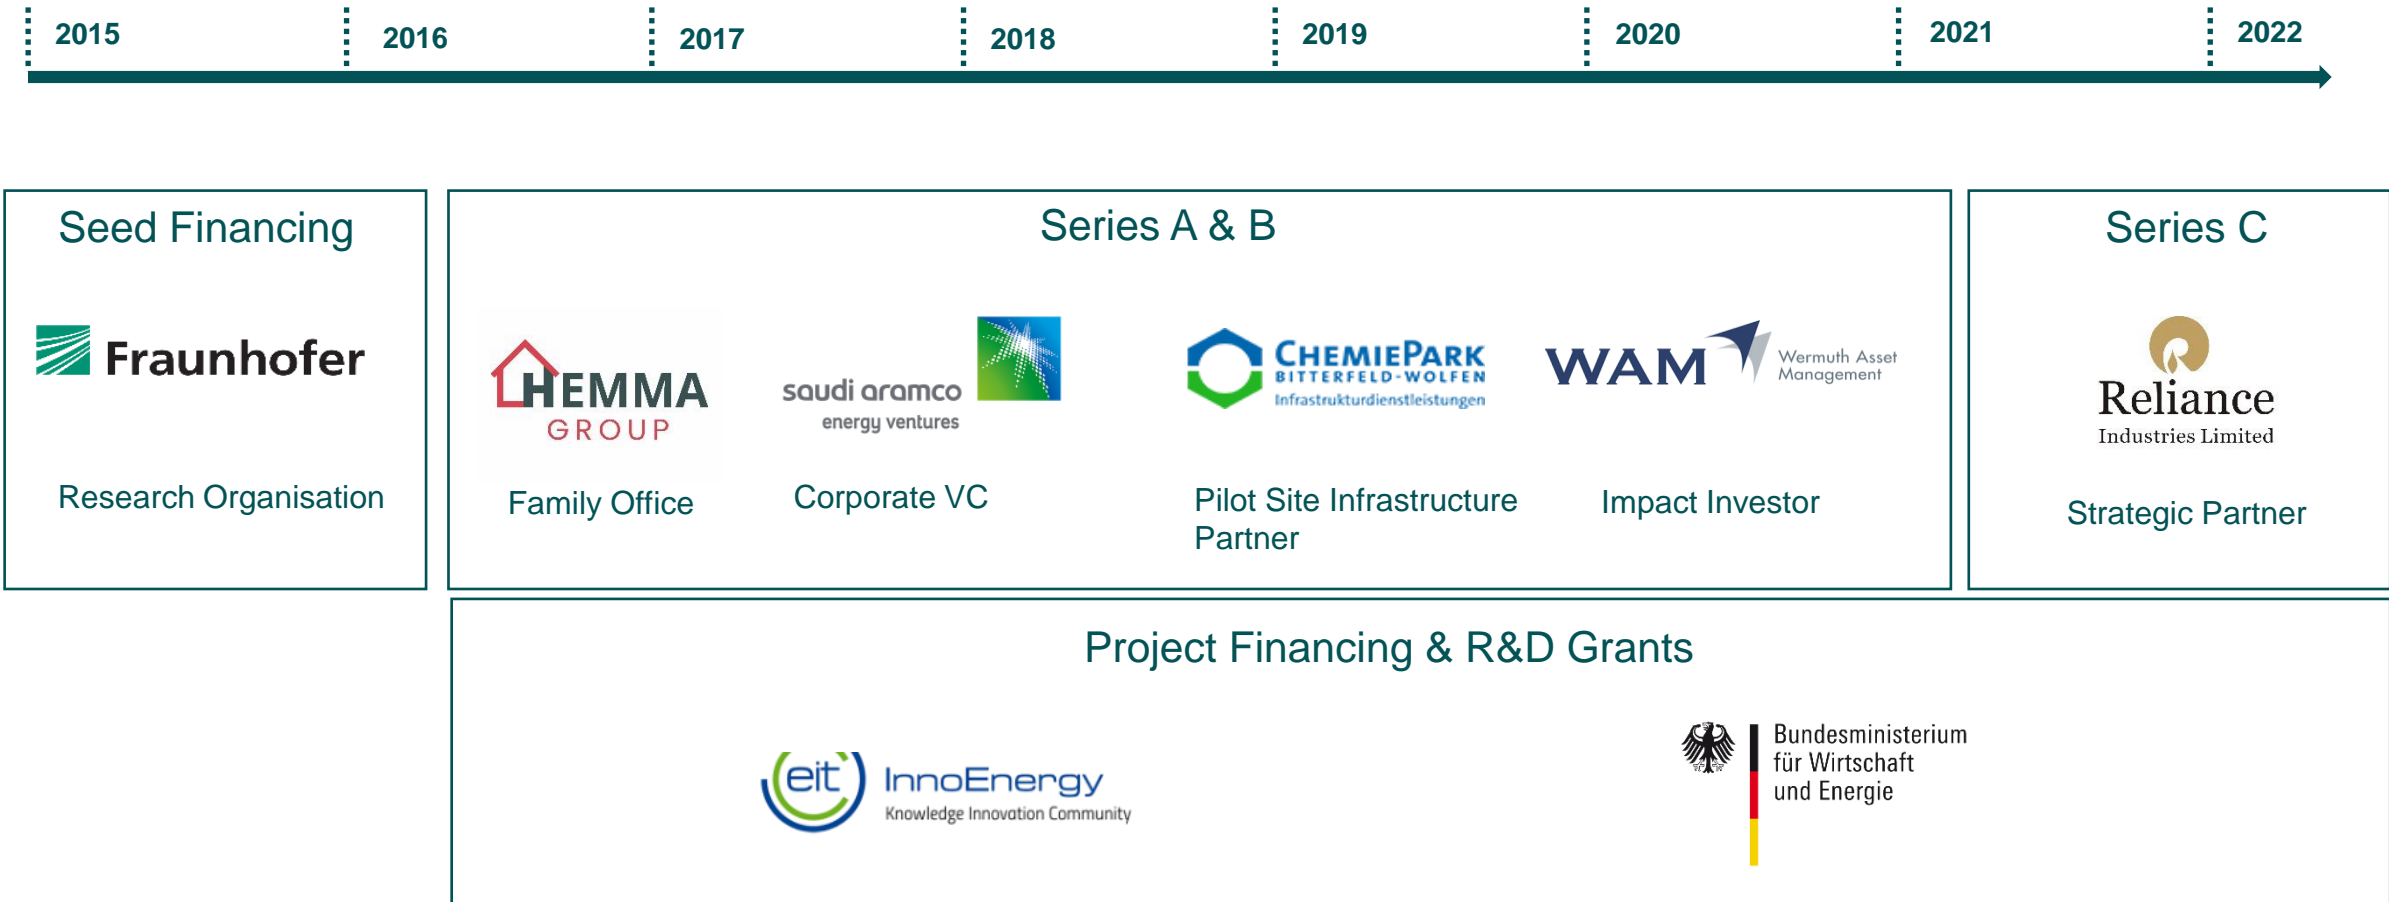 2015 2016 2017 2018 2019 2020 2021 2022
Seed Financing
Fraunhofer
Research Organisation
Series A & B
HEMMA
GROUP
Family Office
saudi aramco
energy ventures
Corporate VC
CHEMIEPARK
BITTERFELD-WOLFEN
Infrastrukturdienstleistungen
Pilot Site Infrastructure
Partner
WAM
Wermuth Asset
Management
Impact Investor
Series C
Reliance
Industries Limited
Strategic Partner
Project Financing & R&D Grants
eit
InnoEnergy
Knowledge Innovation Community
Bundesministerium
für Wirtschaft
und Energie